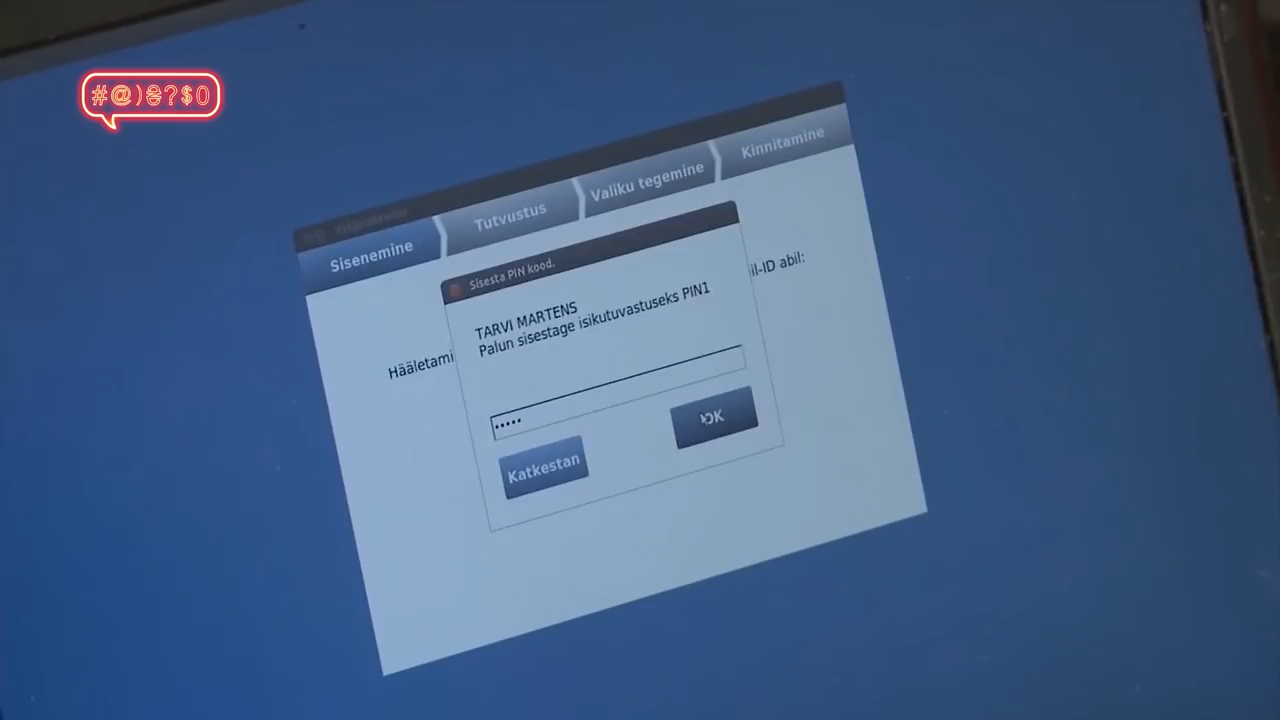 #@)₴?$0
Sisenemine
Tutvustus
Valiku tegemine
Kinnitamine
Sisesta PIN kood.
TARVI MARTENS
Palun sisestage isikutuvastuseks PIN1
Hääletami
il-ID abil:
•••••
Katkestan
OK